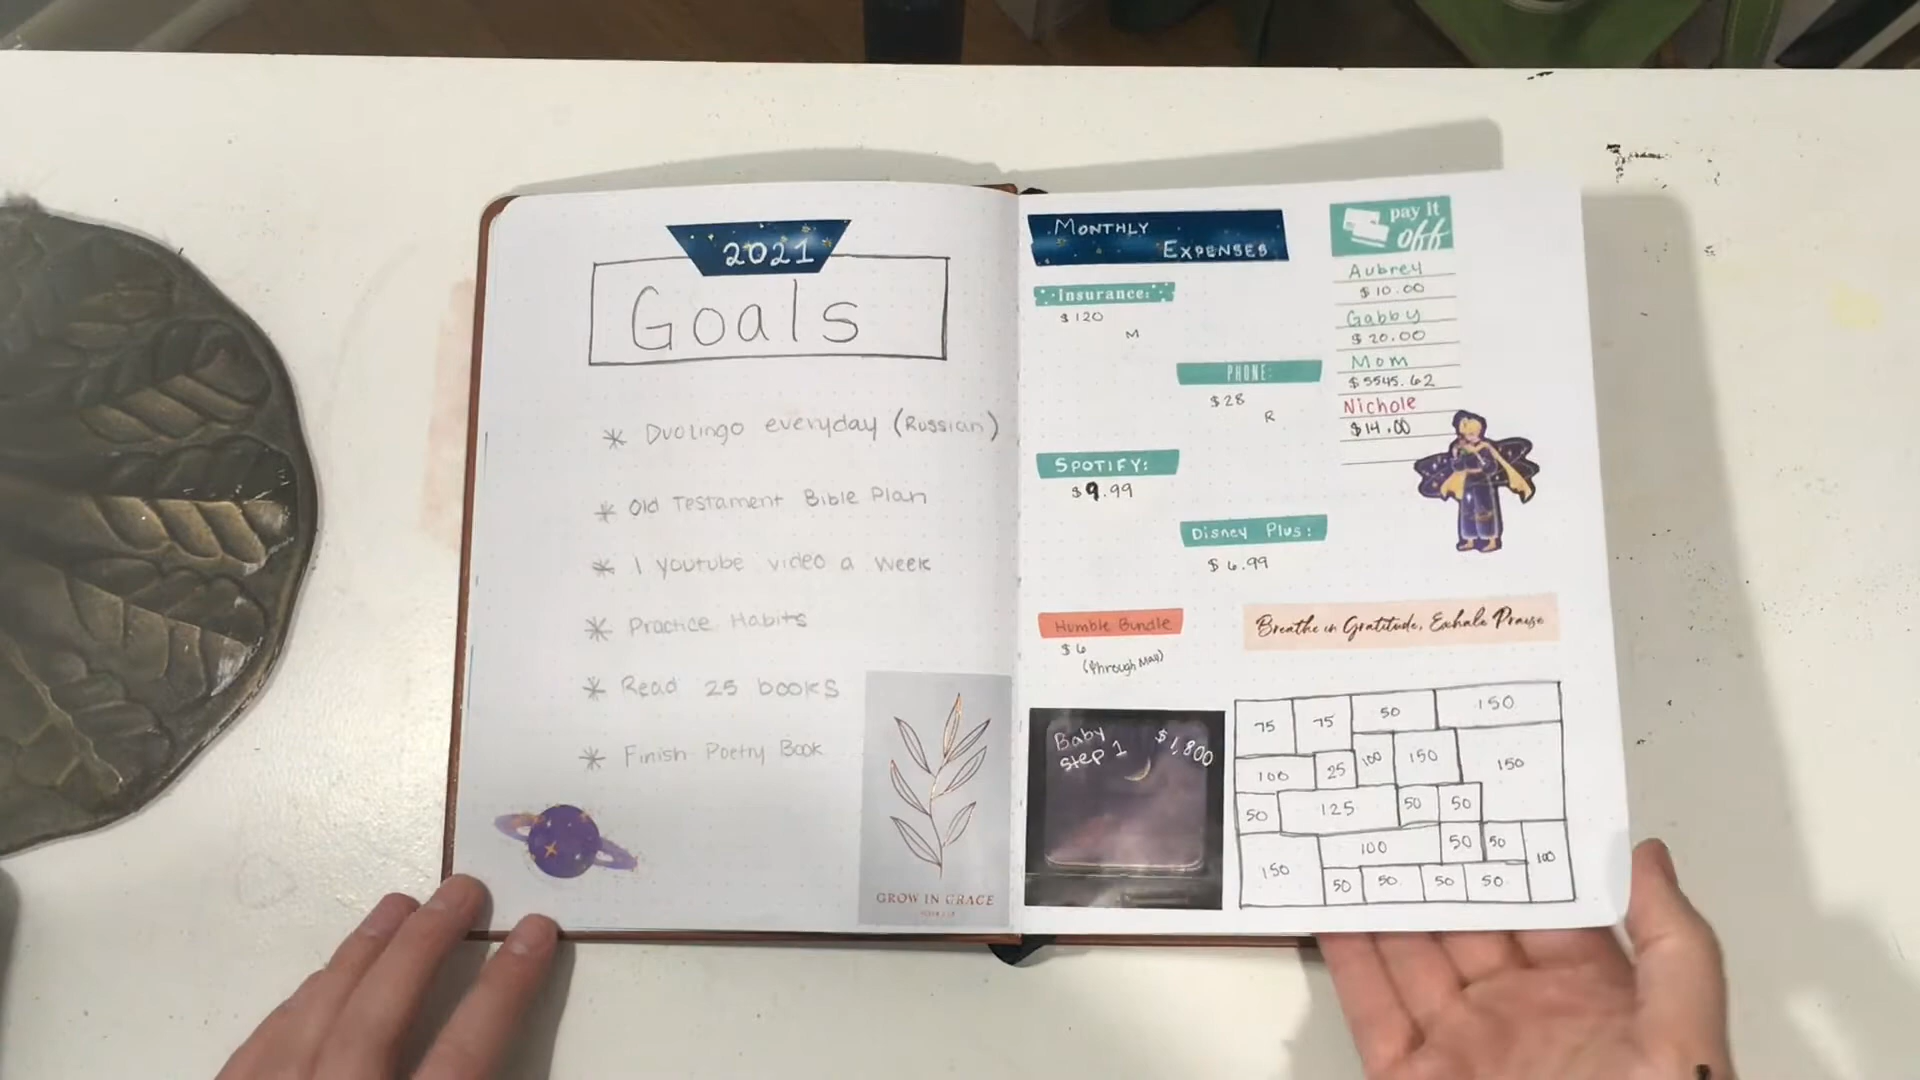 2021
Goals
* Duolingo everyday (Russian)
* Old Testament Bible Plan
* 1 youtube video a week
* Practice Habits
* Read 25 books
* Finish Poetry Book
GROW IN GRACE
MONTHLY
EXPENSES
Insurance:
$120
M
PHONE:
$28
R
SPOTIFY:
$9.99
Disney Plus:
$6.99
Humble Bundle
$6
(through May)
pay it
off
Aubrey
$10.00
Gabby
$20.00
Mom
$5545.62
Nichole
$14.00
Breathe in Gratitude, Exhale Praise
Baby $1,800
Step 1
75 75 50 150
100 25 100 150 150
50 125 50 50
150 100 50 50 100
50 50 50 50